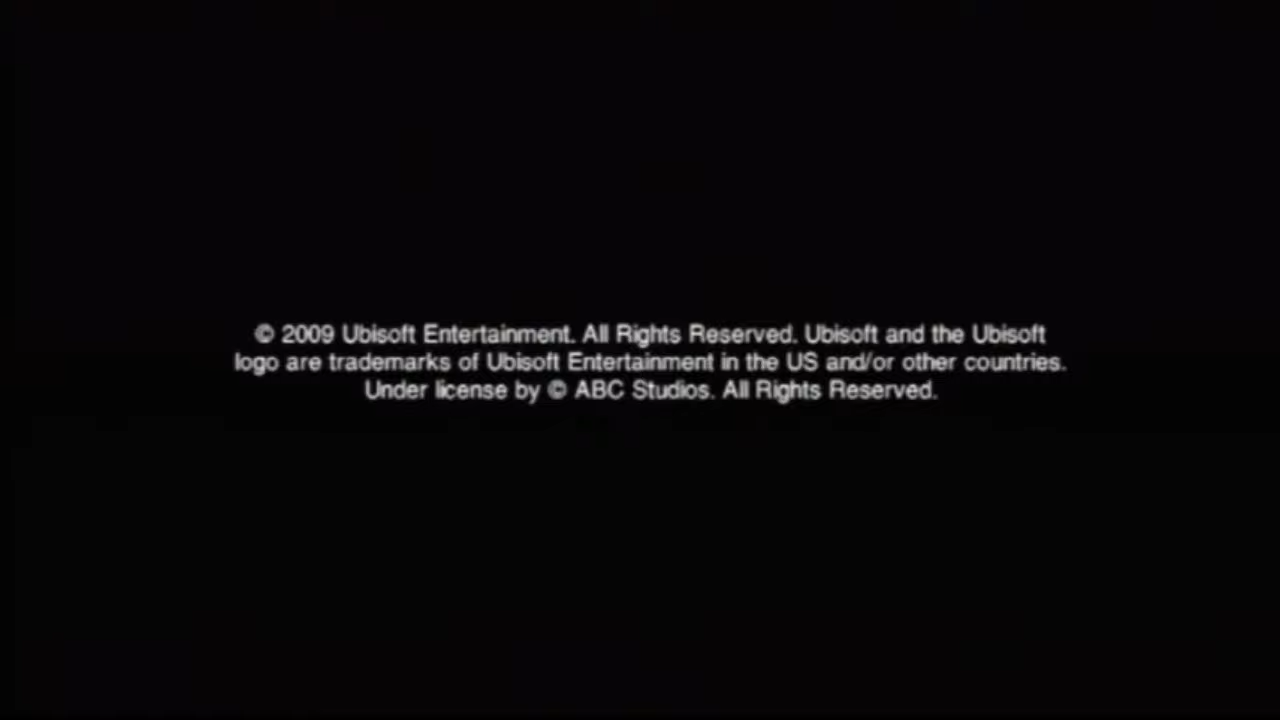 © 2009 Ubisoft Entertainment. All Rights Reserved. Ubisoft and the Ubisoft
logo are trademarks of Ubisoft Entertainment in the US and/or other countries.
Under license by © ABC Studios. All Rights Reserved.